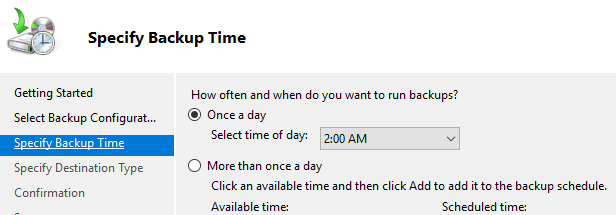 Specify Backup Time
Getting Started
Select Backup Configurat...
Specify Backup Time
Specify Destination Type
Confirmation
How often and when do you want to run backups?
Once a day
Select time of day: 2:00 AM
More than once a day
Click an available time and then click Add to add it to the backup schedule.
Available time: Scheduled time: